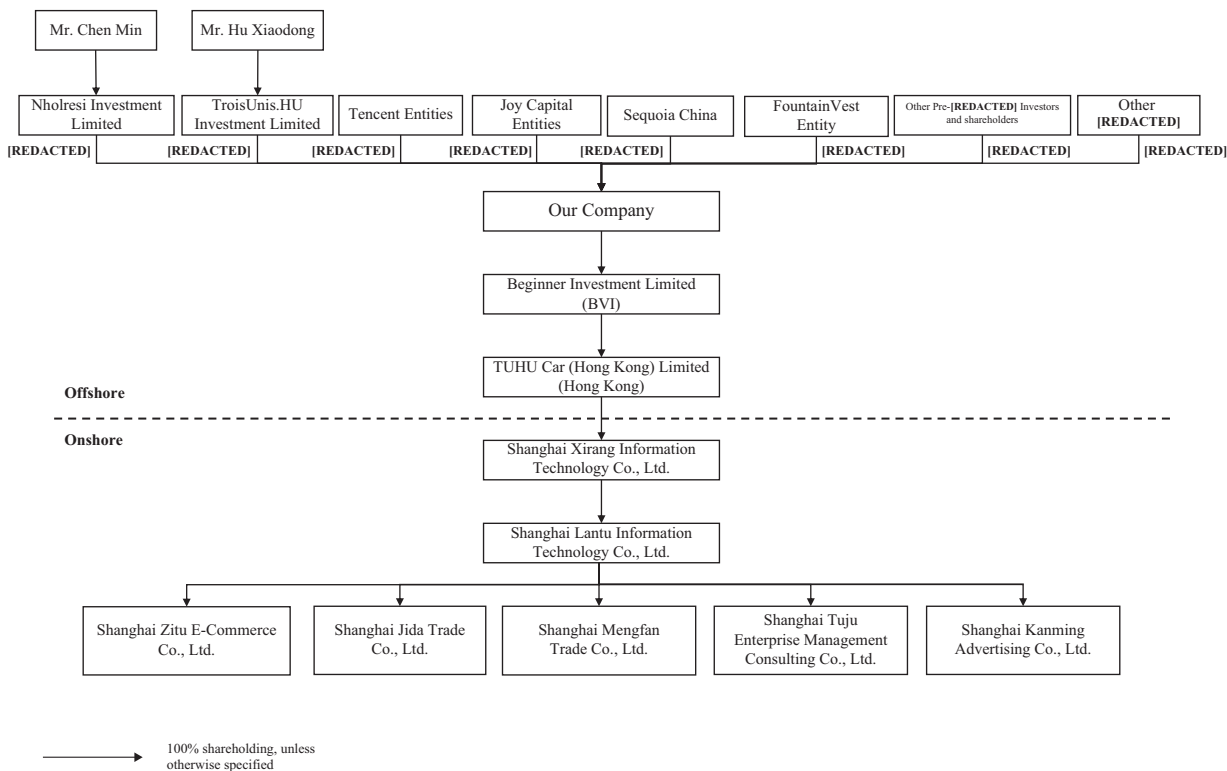 Mr. Chen Min
Mr. Hu Xiaodong
Nholresi Investment
Limited
TroisUnis.HU
Investment Limited
Tencent Entities
Joy Capital
Entities
Sequoia China
FountainVest
Entity
Other Pre-[REDACTED] Investors
and shareholders
Other
[REDACTED]
[REDACTED]
[REDACTED]
[REDACTED]
[REDACTED]
[REDACTED]
[REDACTED]
[REDACTED]
[REDACTED]
Our Company
Beginner Investment Limited
(BVI)
TUHU Car (Hong Kong) Limited
(Hong Kong)
Offshore
Onshore
Shanghai Xirang Information
Technology Co., Ltd.
Shanghai Lantu Information
Technology Co., Ltd.
Shanghai Zitu E-Commerce
Co., Ltd.
Shanghai Jida Trade
Co., Ltd.
Shanghai Mengfan
Trade Co., Ltd.
Shanghai Tuju
Enterprise Management
Consulting Co., Ltd.
Shanghai Kanming
Advertising Co., Ltd.
100% shareholding, unless
otherwise specified